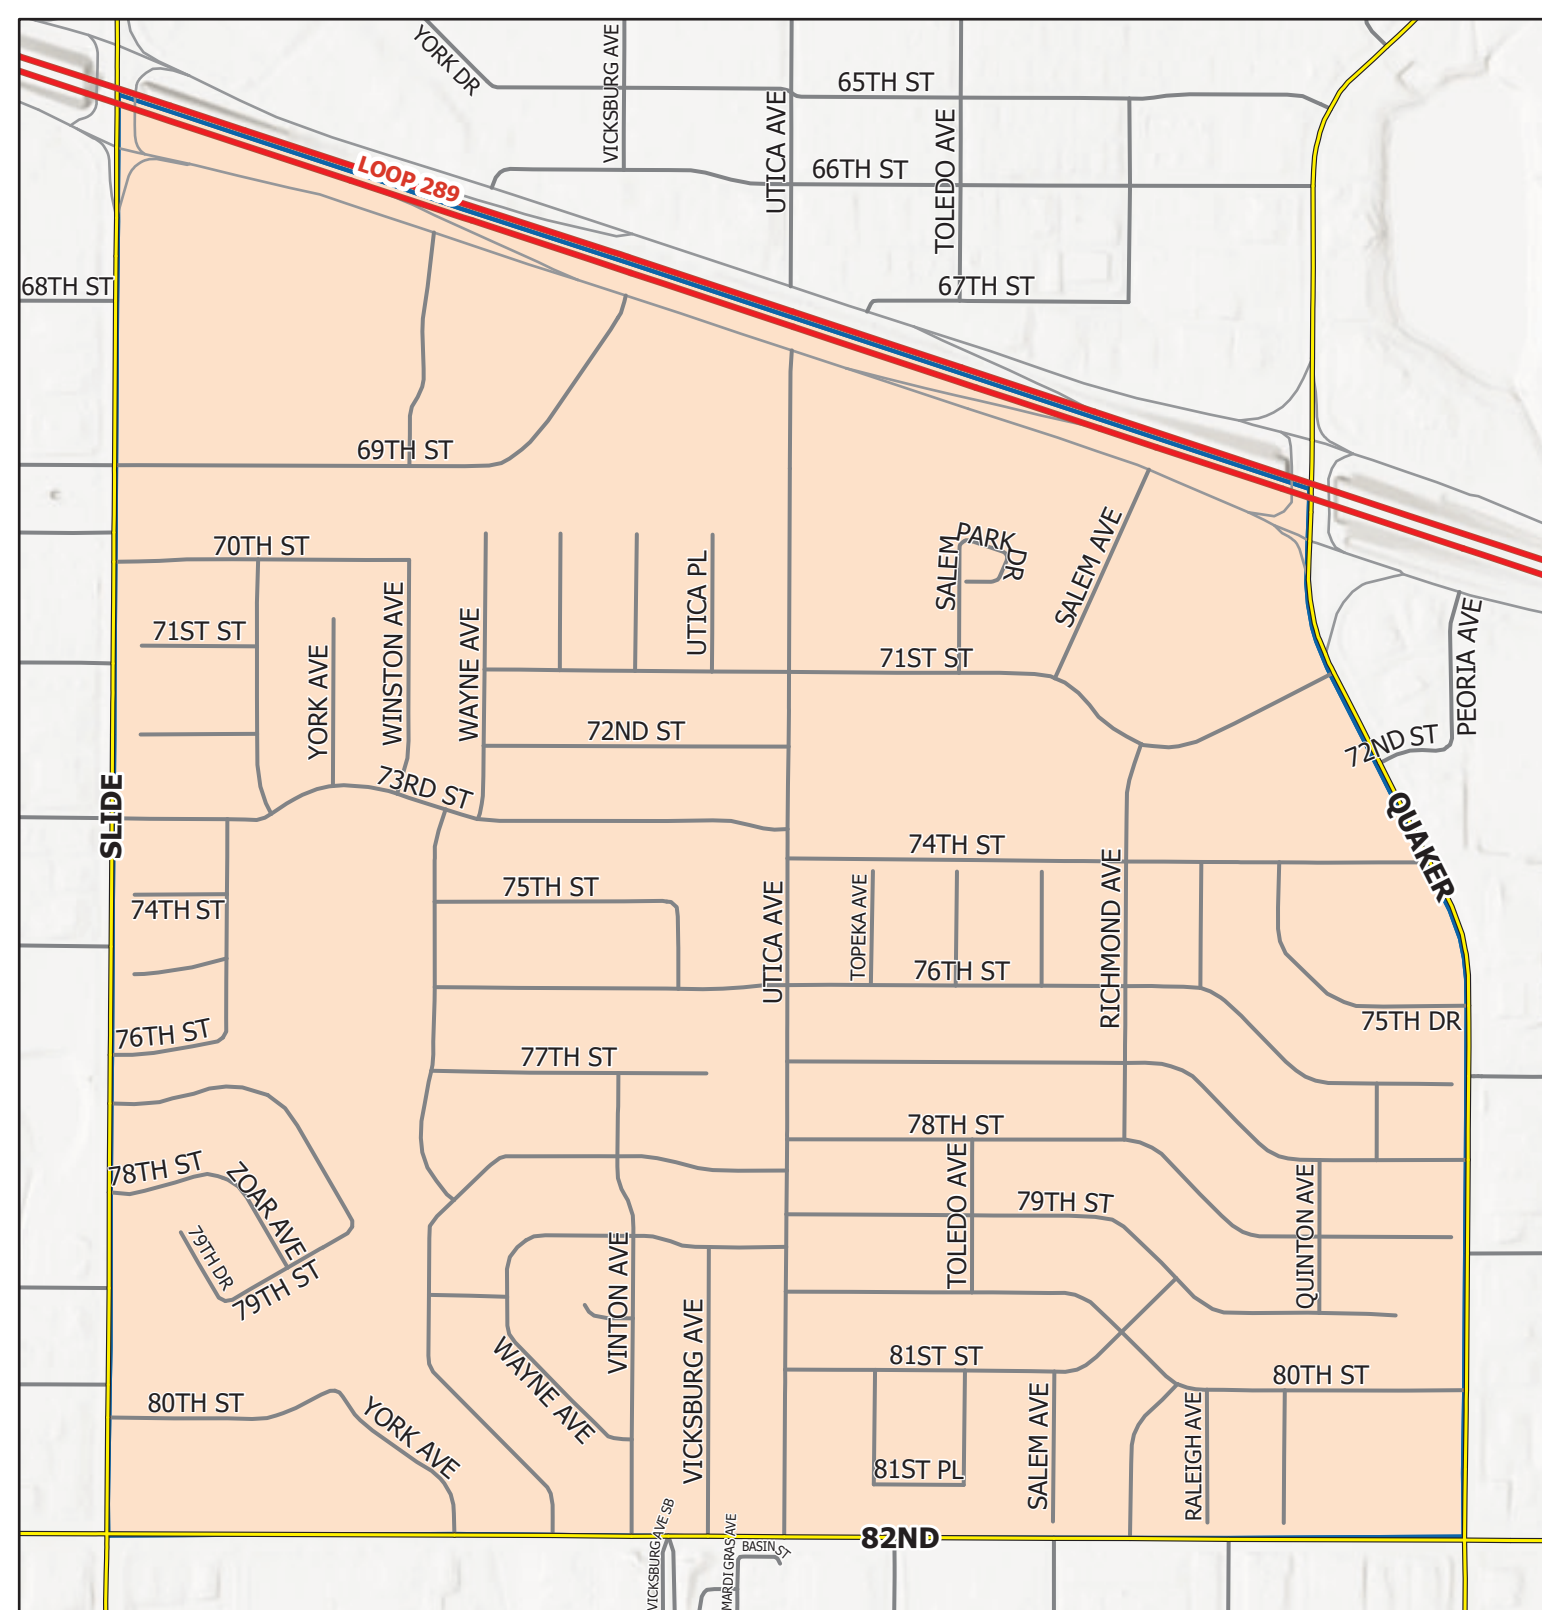 YORK DR
VICKSBURG AVE
65TH ST
UTICA AVE
TOLEDO AVE
66TH ST
LOOP 289
68TH ST
67TH ST
69TH ST
70TH ST
UTICA PL
SALEM
PARK
DR
SALEM AVE
71ST ST
YORK AVE
WINSTON AVE
WAYNE AVE
71ST ST
PEORIA AVE
72ND ST
72ND ST
73RD ST
SLIDE
QUAKER
74TH ST
75TH ST
74TH ST
UTICA AVE
TOPEKA AVE
RICHMOND AVE
76TH ST
75TH DR
76TH ST
77TH ST
78TH ST
78TH ST
ZOAR AVE
79TH DR
79TH ST
TOLEDO AVE
79TH ST
QUINTON AVE
VINTON AVE
WAYNE AVE
VICKSBURG AVE
81ST ST
80TH ST
80TH ST
YORK AVE
81ST PL
SALEM AVE
RALEIGH AVE
82ND
VICKSBURG AVE SB
MARDI GRAS AVE
BASIN ST